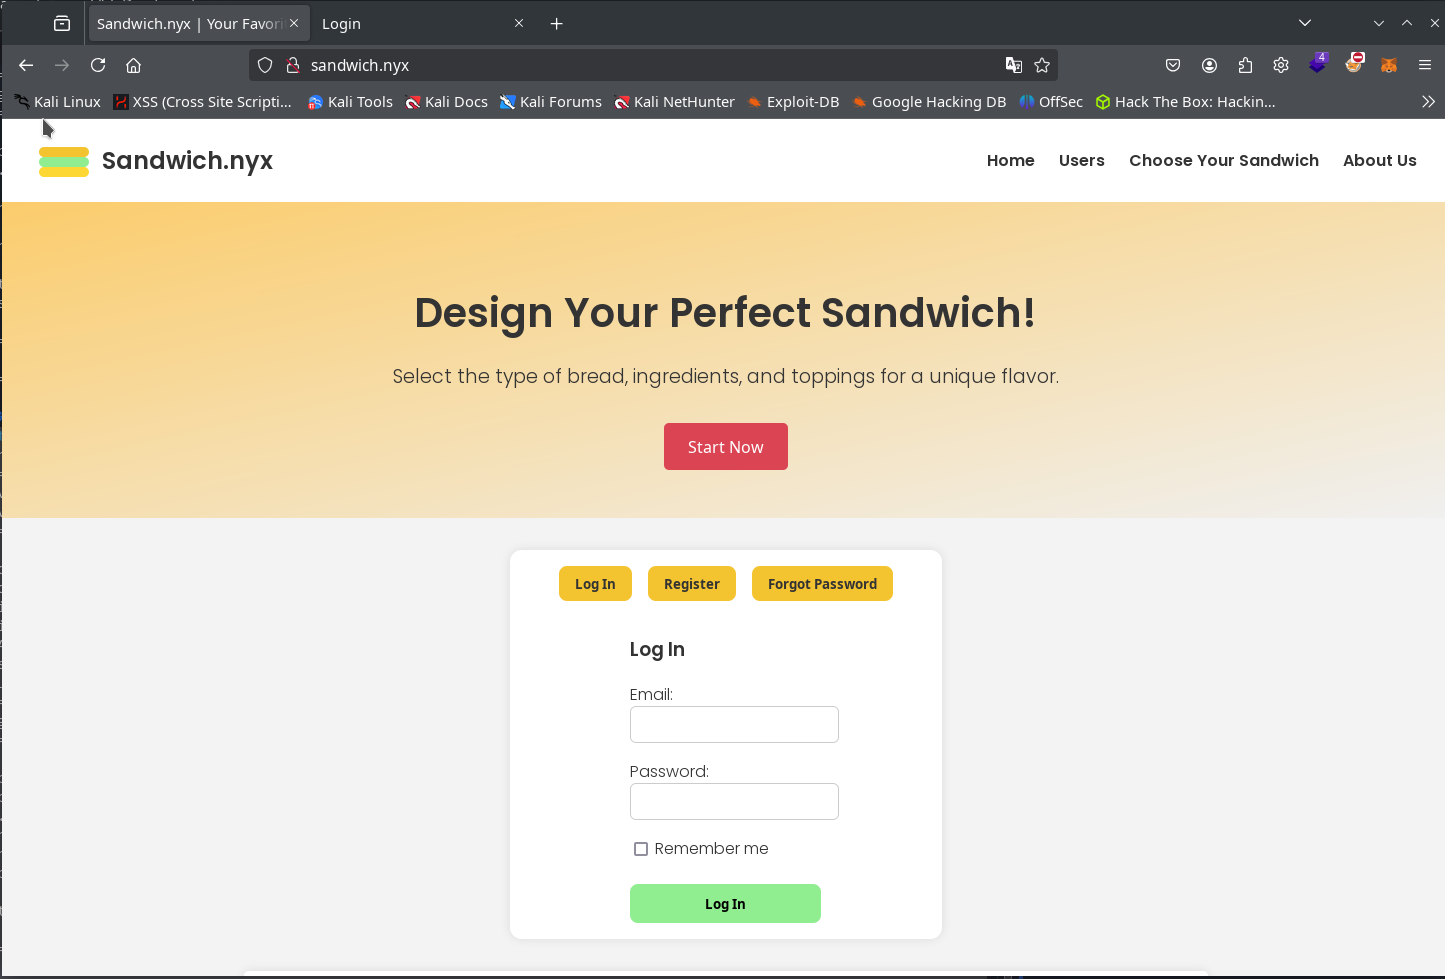 Sandwich.nyx | Your Favori
Login
sandwich.nyx
4
Kali Linux
XSS (Cross Site Scripti...
Kali Tools
Kali Docs
Kali Forums
Kali NetHunter
Exploit-DB
Google Hacking DB
OffSec
Hack The Box: Hackin...
Sandwich.nyx
Home
Users
Choose Your Sandwich
About Us
Design Your Perfect Sandwich!
Select the type of bread, ingredients, and toppings for a unique flavor.
Start Now
Log In
Register
Forgot Password
Log In
Email:
Password:
Remember me
Log In